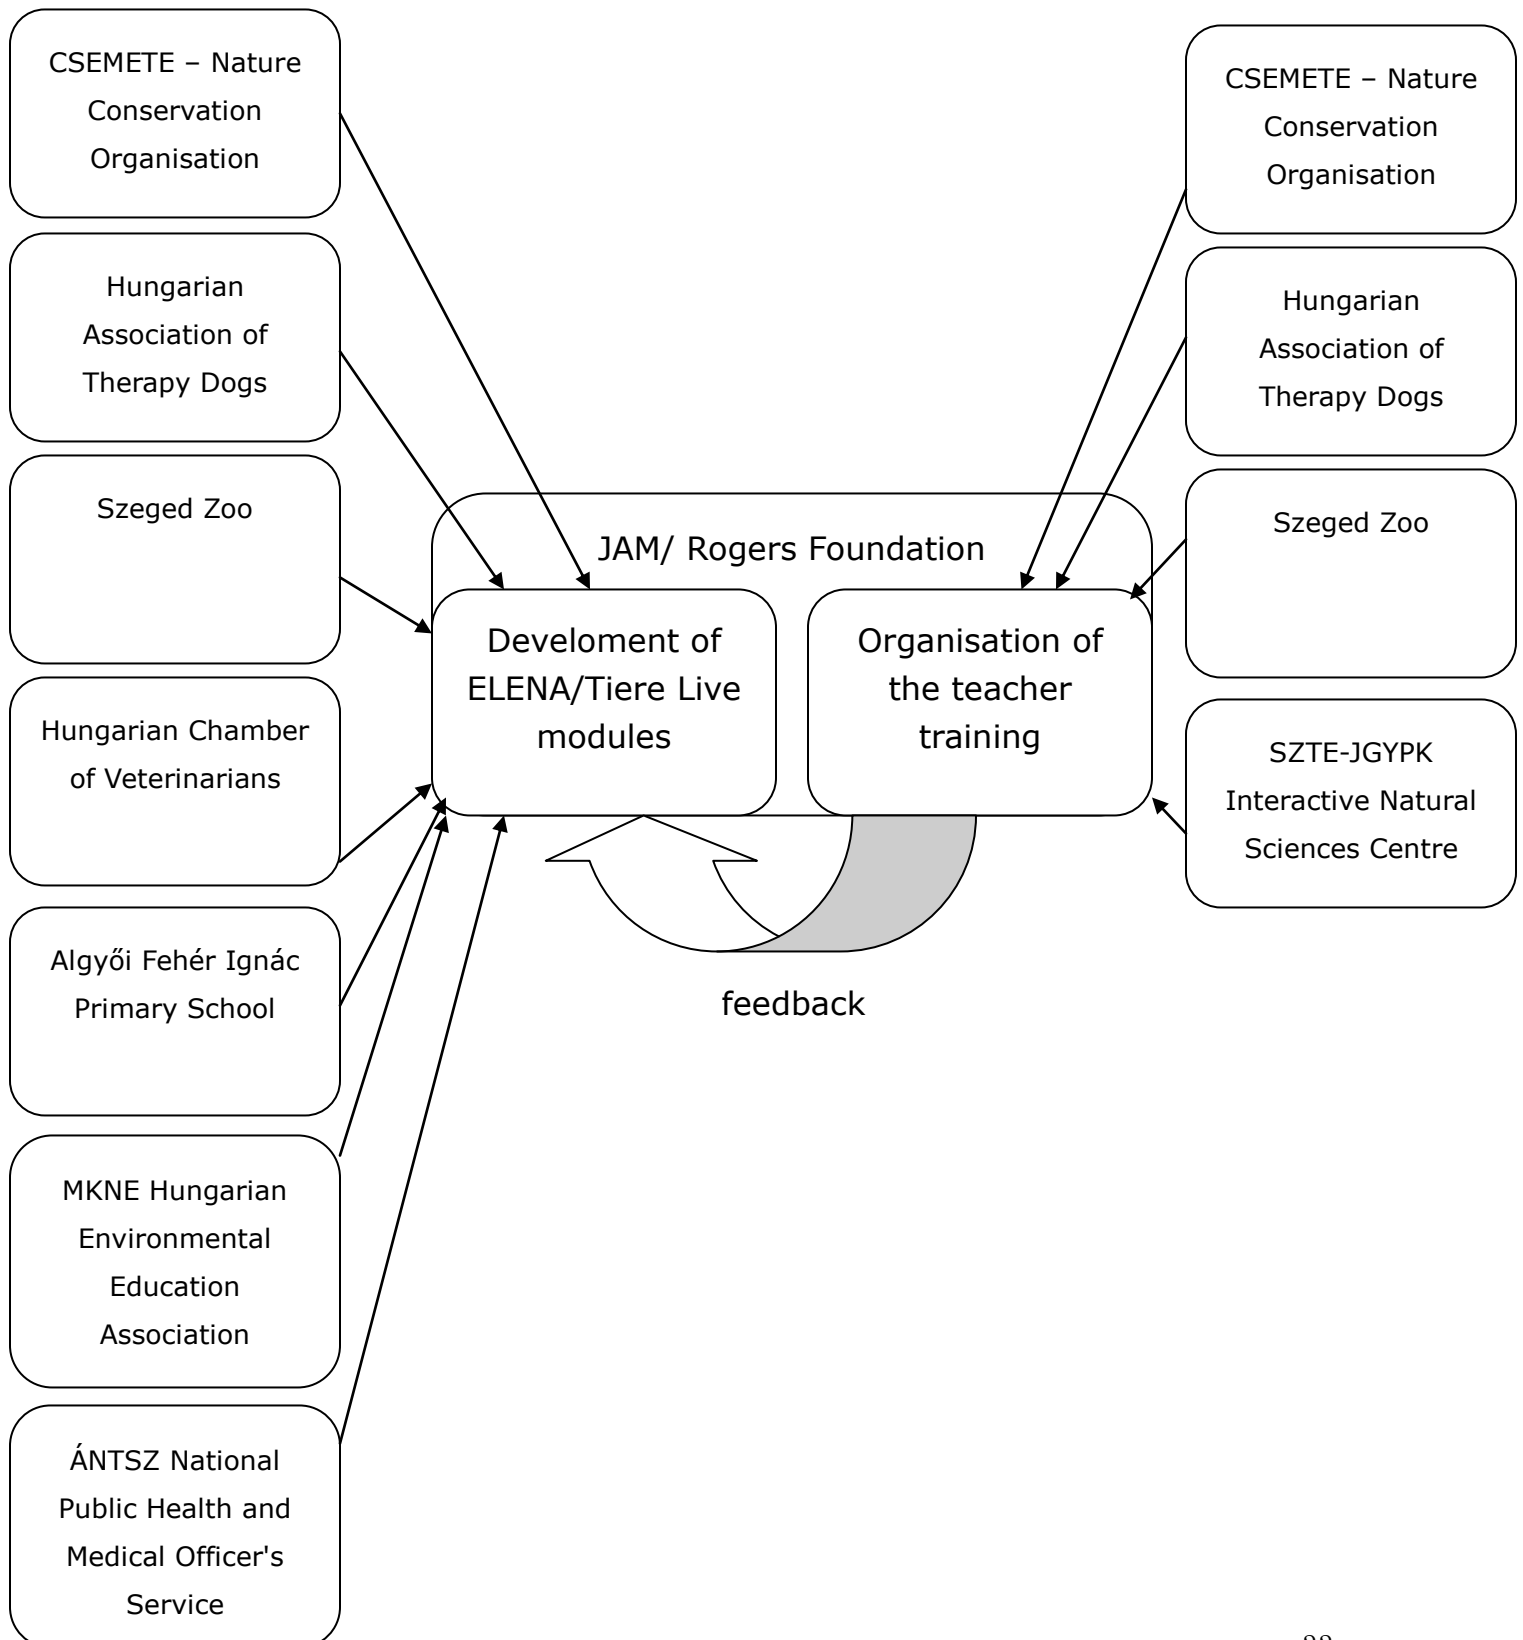 CSEMETE – Nature
Conservation
Organisation
Hungarian
Association of
Therapy Dogs
Szeged Zoo
Hungarian Chamber
of Veterinarians
Algyői Fehér Ignác
Primary School
MKNE Hungarian
Environmental
Education
Association
ÁNTSZ National
Public Health and
Medical Officer's
Service
JAM/ Rogers Foundation
Develoment of
ELENA/Tiere Live
modules
Organisation of
the teacher
training
feedback
CSEMETE – Nature
Conservation
Organisation
Hungarian
Association of
Therapy Dogs
Szeged Zoo
SZTE-JGYPK
Interactive Natural
Sciences Centre